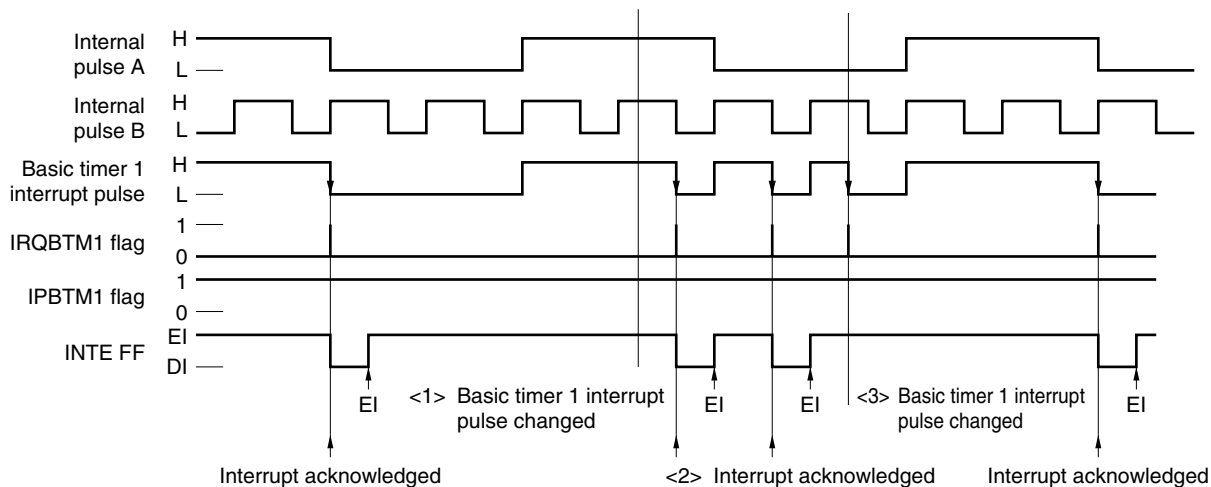 Internal
pulse A
H
L
Internal
pulse B
H
L
Basic timer 1
interrupt pulse
H
L
IRQBTM1 flag
1
0
IPBTM1 flag
1
0
INTE FF
EI
DI
EI
<1> Basic timer 1 interrupt
pulse changed
EI
EI
<3> Basic timer 1 interrupt
pulse changed
EI
Interrupt acknowledged
<2> Interrupt acknowledged
Interrupt acknowledged